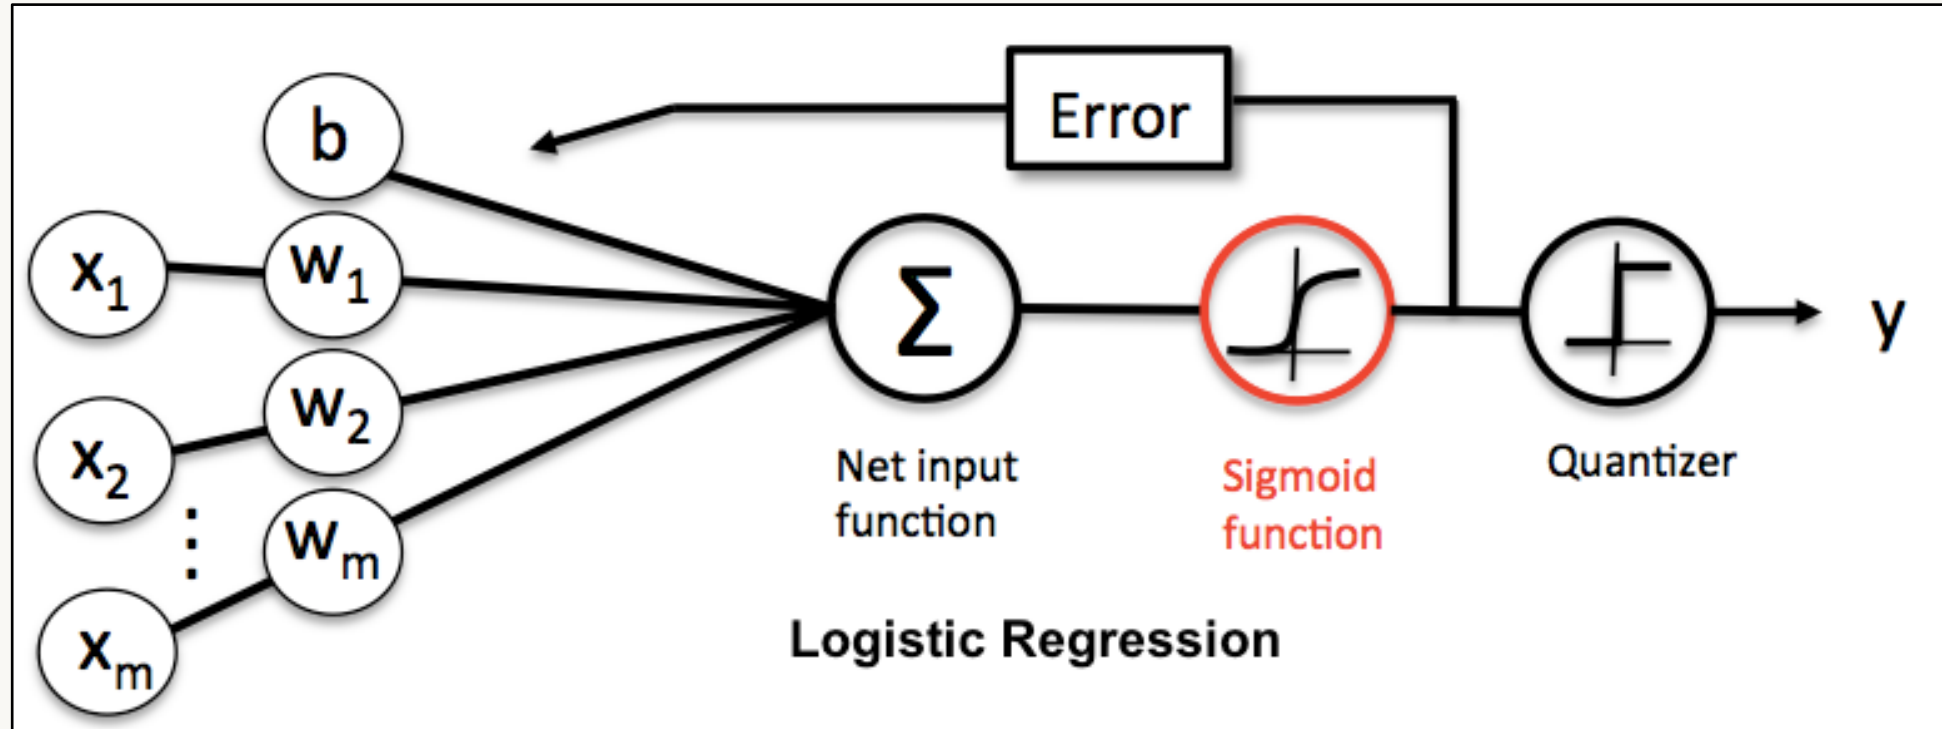 b
Error
x₁
w₁
Σ
y
w₂
x₂
Net input
function
Sigmoid
function
Quantizer
⋮
wₘ
xₘ
Logistic Regression